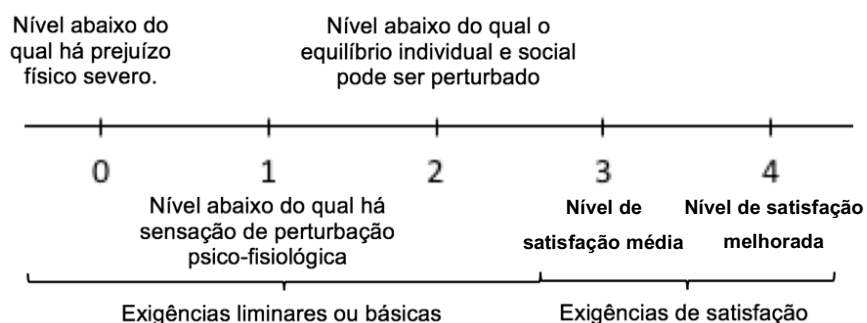 Nível abaixo do
qual há prejuízo
físico severo.
Nível abaixo do qual o
equilíbrio individual e social
pode ser perturbado
0
1
2
3
4
Nível abaixo do qual há
sensação de perturbação
psico-fisiológica
Nível de
satisfação média
Nível de satisfação
melhorada
Exigências liminares ou básicas
Exigências de satisfação